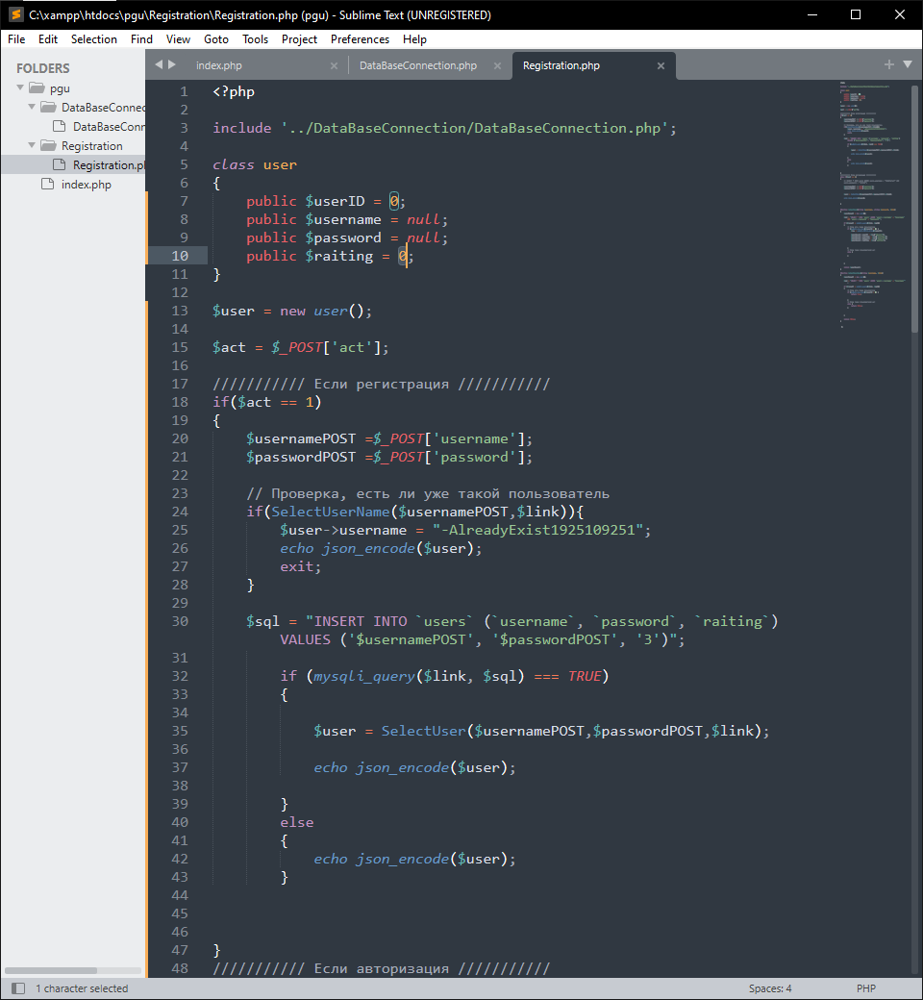 C:\xampp\htdocs\pgu\Registration\Registration.php (pgu) - Sublime Text (UNREGISTERED)
File Edit Selection Find View Goto Tools Project Preferences Help
FOLDERS
pgu
DataBaseConnec
DataBaseConn
Registration
Registration.p
index.php
index.php DataBaseConnection.php Registration.php
1 <?php
2
3 include '../DataBaseConnection/DataBaseConnection.php';
4
5 class user
6 {
7 public $userID = 0;
8 public $username = null;
9 public $password = null;
10 public $raiting = 0;
11 }
12
13 $user = new user();
14
15 $act = $_POST['act'];
16
17 /////////// Если регистрация ///////////
18 if($act == 1)
19 {
20 $usernamePOST =$_POST['username'];
21 $passwordPOST =$_POST['password'];
22
23 // Проверка, есть ли уже такой пользователь
24 if(SelectUserName($usernamePOST,$link)){
25 $user->username = "-AlreadyExist1925109251";
26 echo json_encode($user);
27 exit;
28 }
29
30 $sql = "INSERT INTO `users` (`username`, `password`, `raiting`)
VALUES ('$usernamePOST', '$passwordPOST', '3')";
31
32 if (mysqli_query($link, $sql) === TRUE)
33 {
34
35 $user = SelectUser($usernamePOST,$passwordPOST,$link);
36
37 echo json_encode($user);
38
39 }
40 else
41 {
42 echo json_encode($user);
43 }
44
45
46
47 }
48 /////////// Если авторизация ///////////
1 character selected
Spaces: 4
PHP